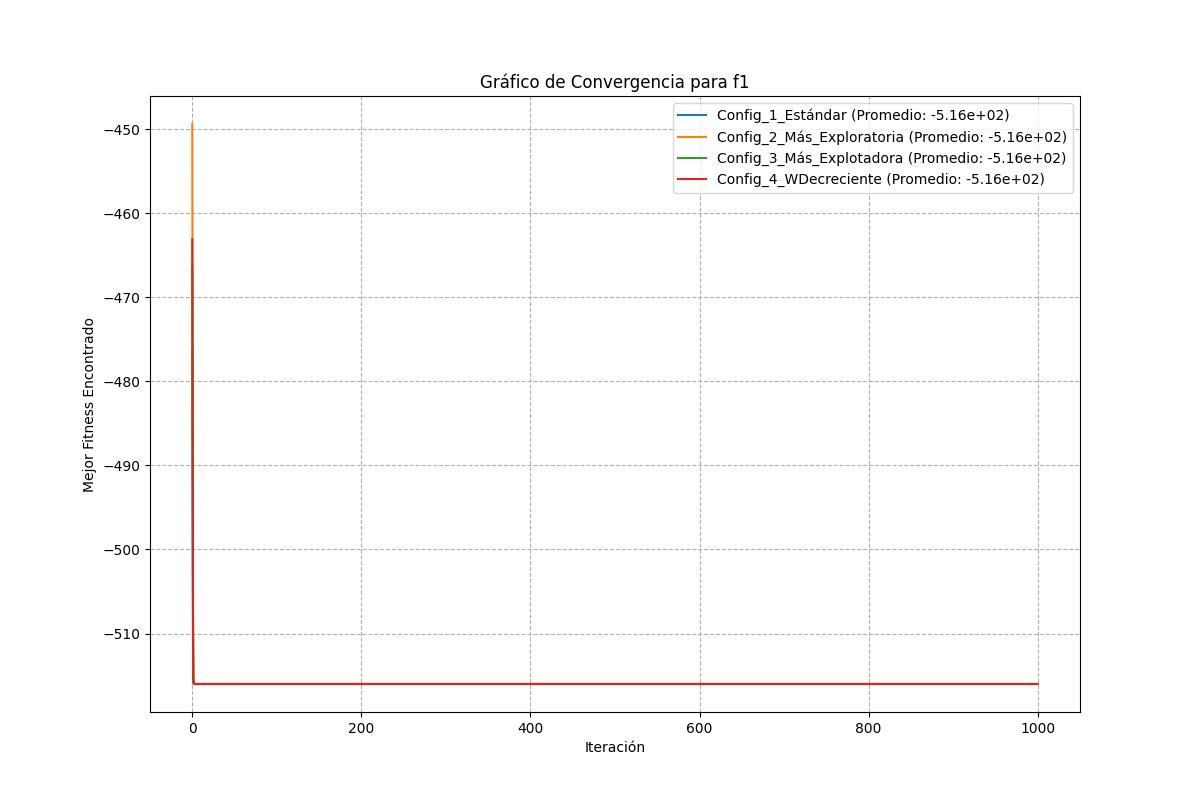 Gráfico de Convergencia para f1
Config_1_Estándar (Promedio: -5.16e+02)
Config_2_Más_Exploratoria (Promedio: -5.16e+02)
Config_3_Más_Explotadora (Promedio: -5.16e+02)
Config_4_WDecreciente (Promedio: -5.16e+02)
Mejor Fitness Encontrado
−450
−460
−470
−480
−490
−500
−510
0 200 400 600 800 1000
Iteración